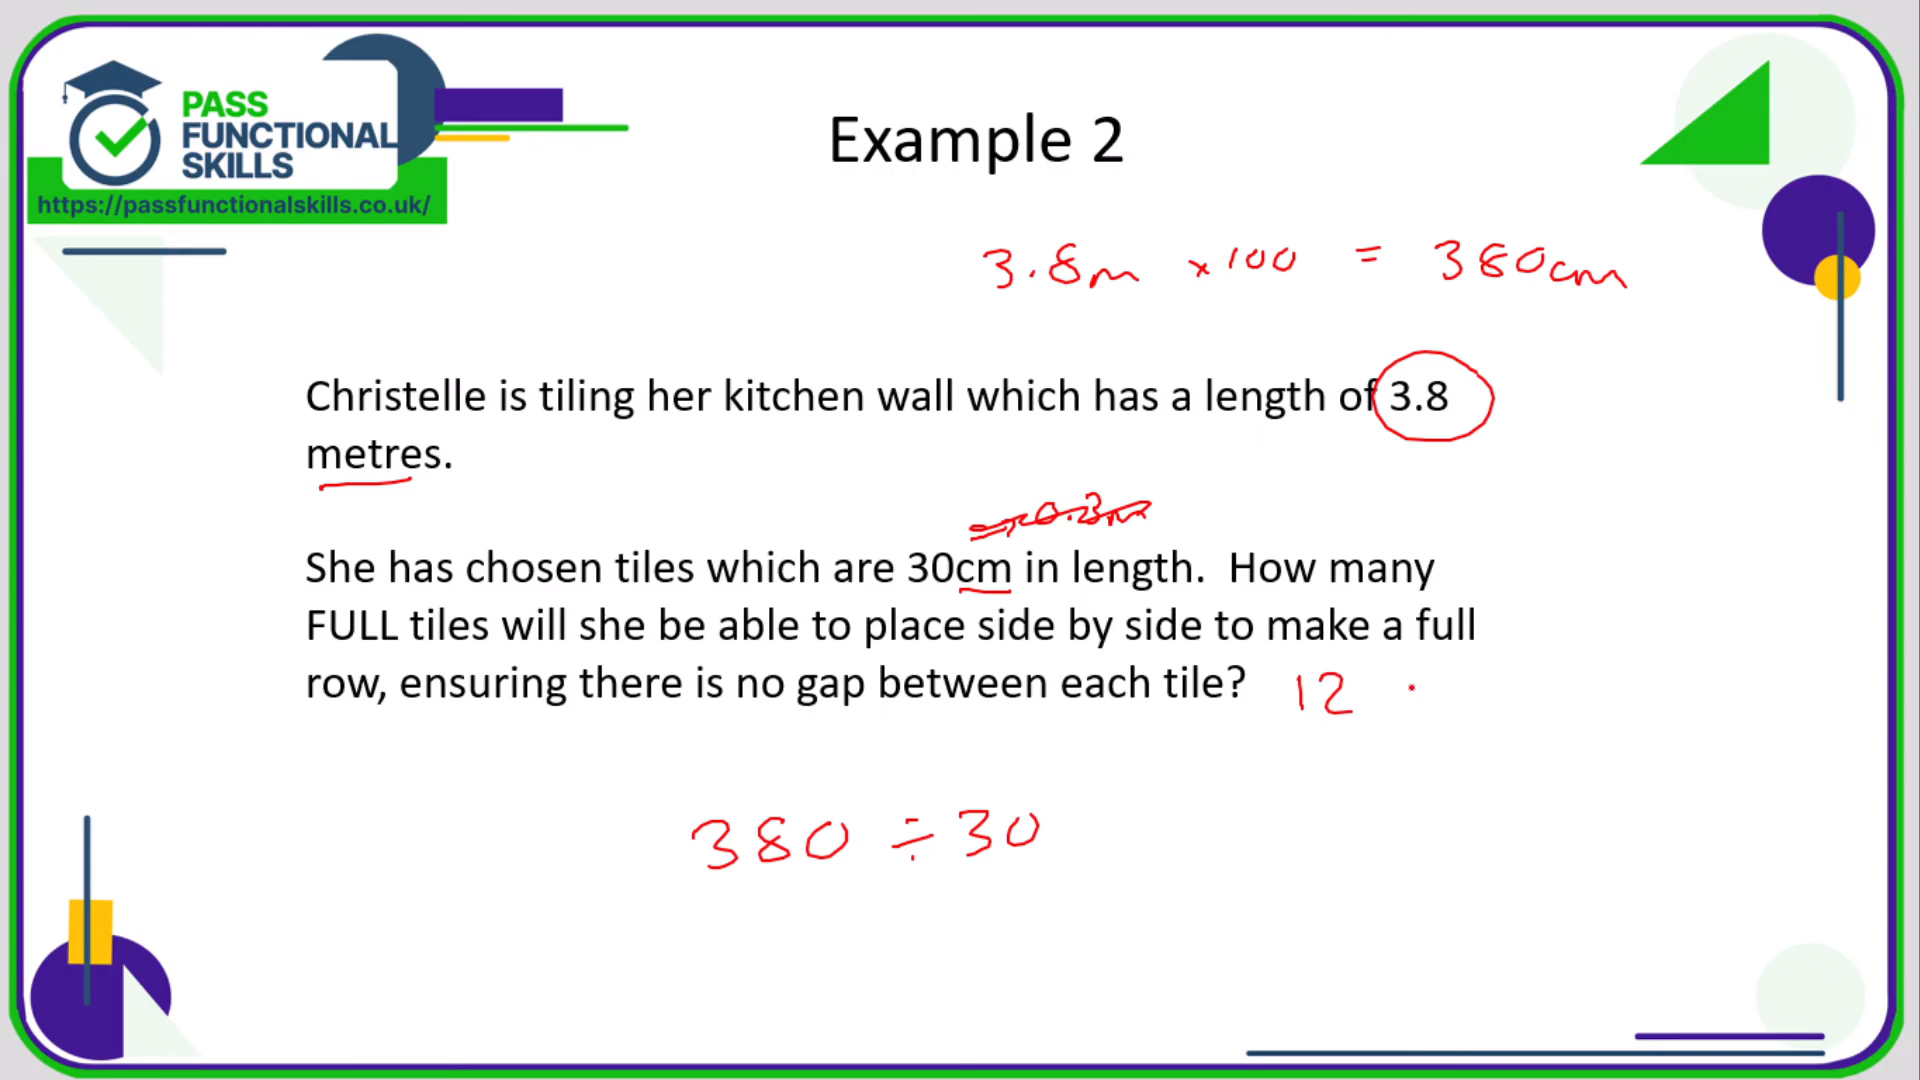 PASS
FUNCTIONAL
SKILLS
https://passfunctionalskills.co.uk/
Example 2
3.8m × 100 = 380cm
Christelle is tiling her kitchen wall which has a length of 3.8
metres.
She has chosen tiles which are 30cm in length. How many
FULL tiles will she be able to place side by side to make a full
row, ensuring there is no gap between each tile? 12
380 ÷ 30